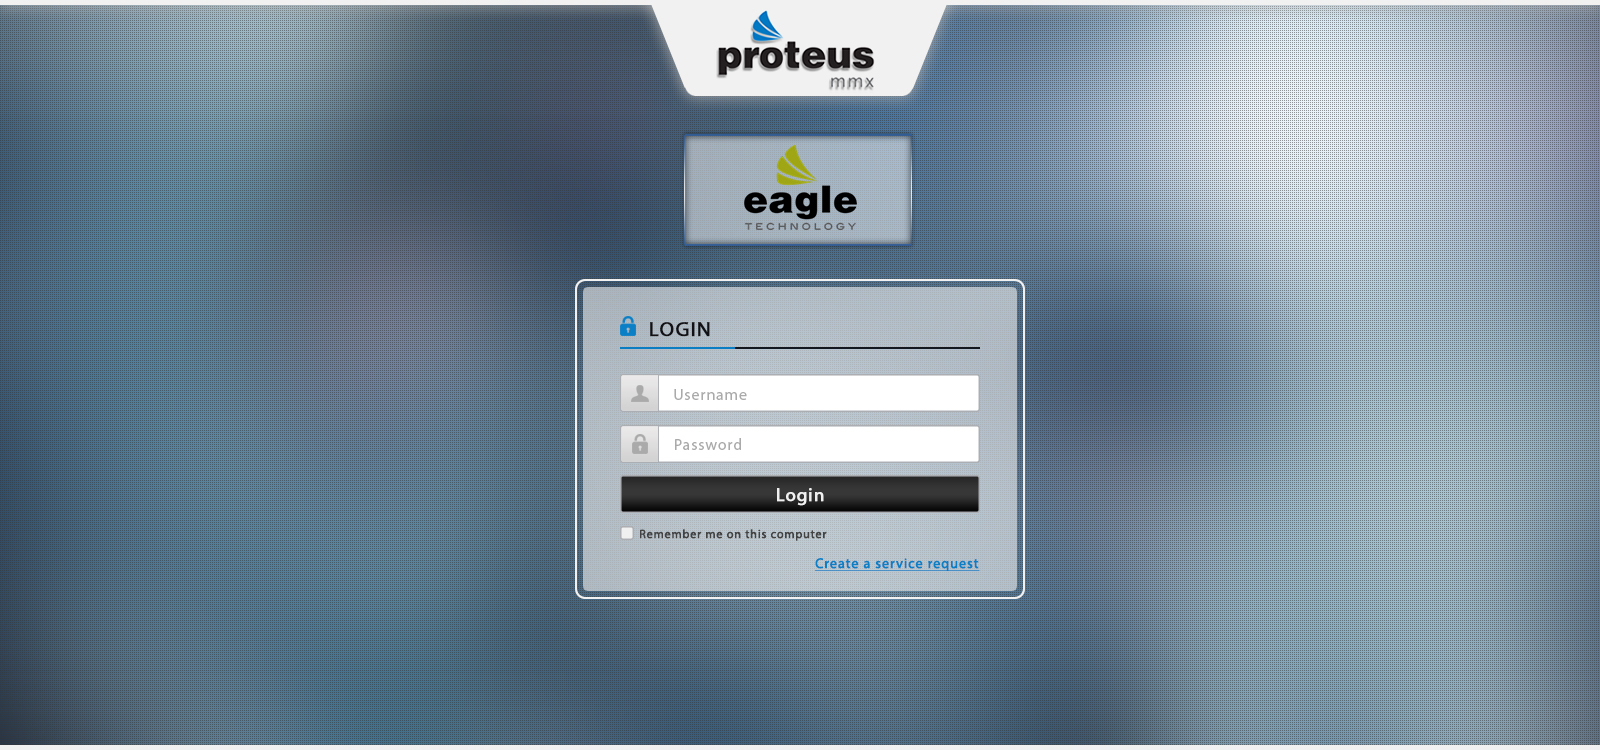 proteus
mmx
eagle
TECHNOLOGY
LOGIN
Username
Password
Login
Remember me on this computer
Create a service request